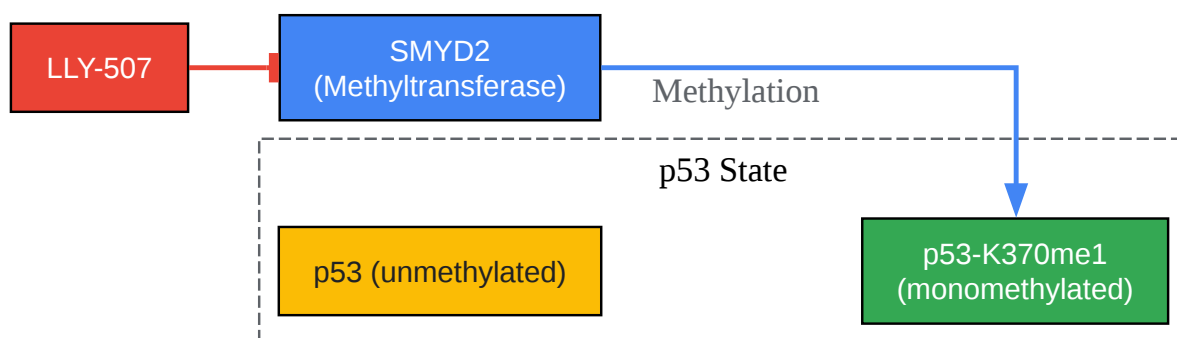 LLY-507
SMYD2
(Methyltransferase)
Methylation
p53 State
p53 (unmethylated)
p53-K370me1
(monomethylated)